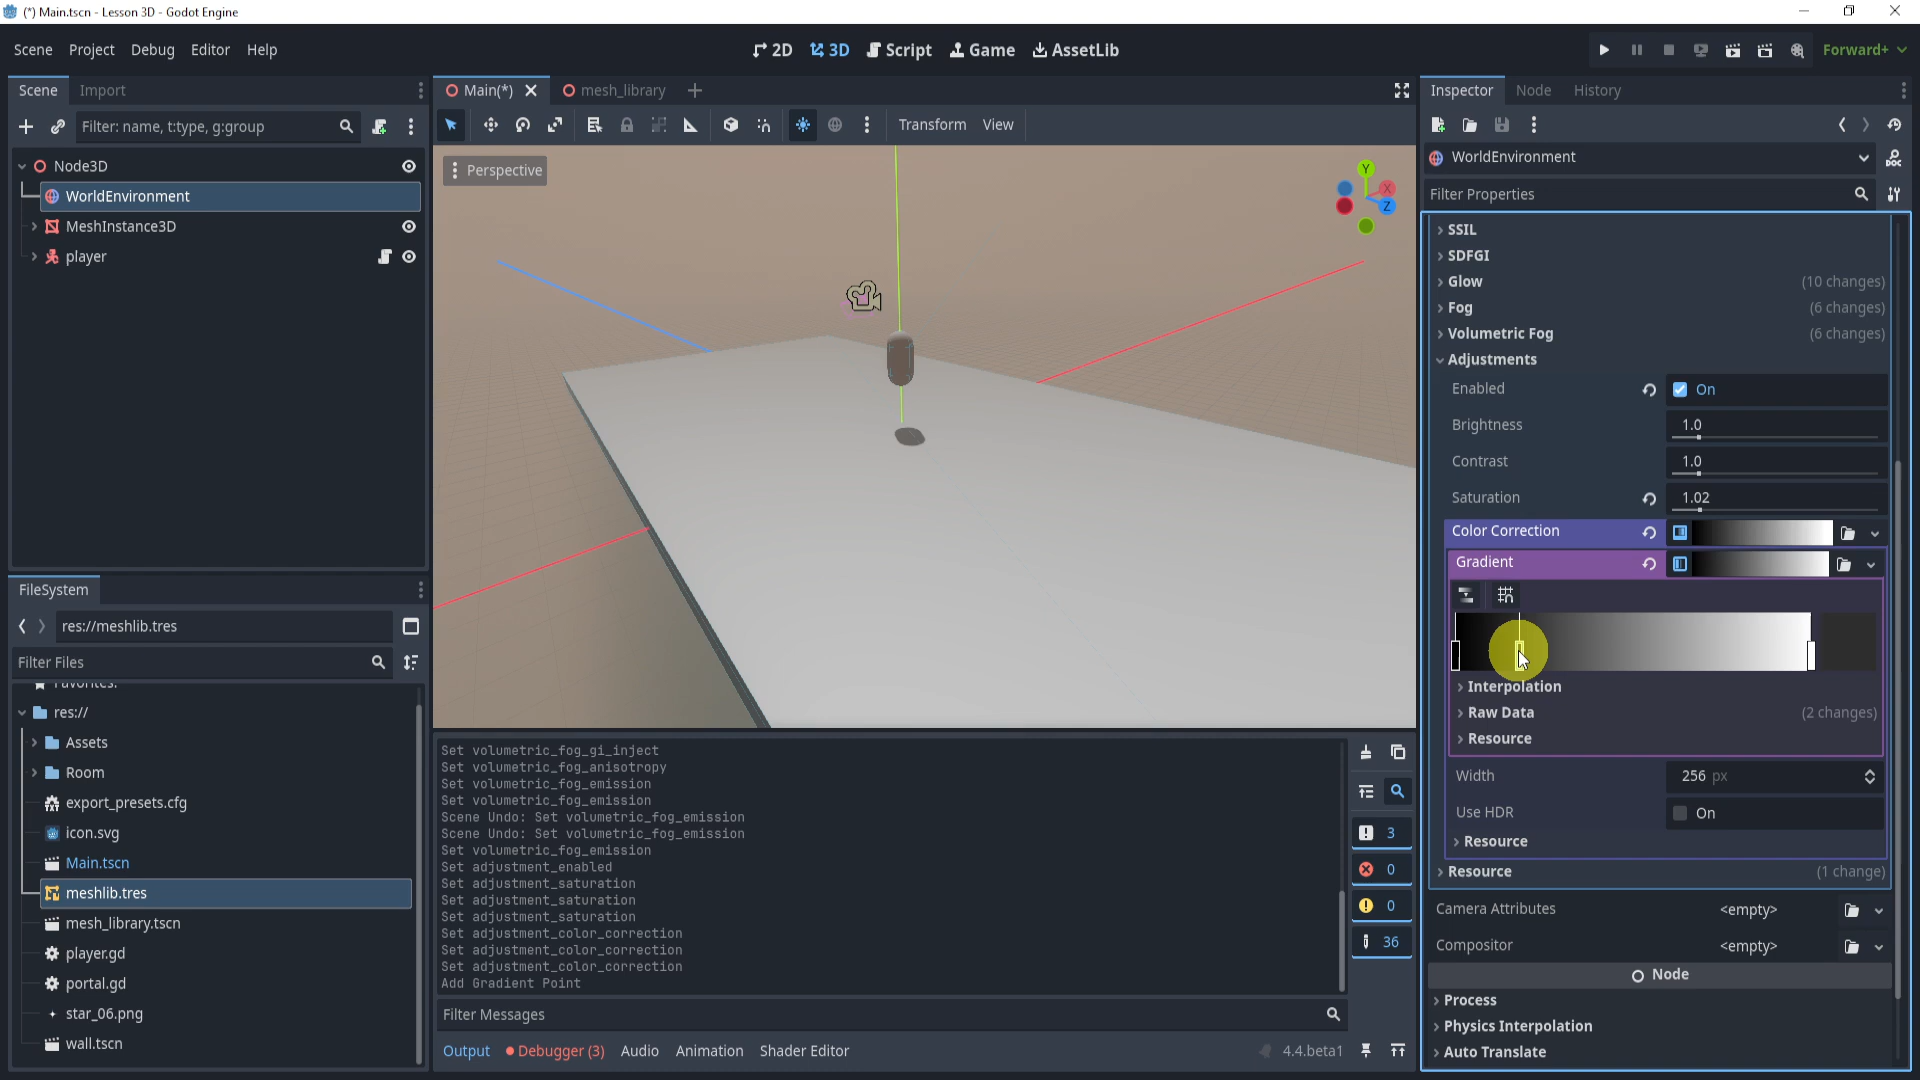 (*) Main.tscn - Lesson 3D - Godot Engine
Scene Project Debug Editor Help
2D 3D Script Game AssetLib
Forward+
Scene Import
Filter: name, t:type, g:group
Node3D
WorldEnvironment
MeshInstance3D
player
FileSystem
res://meshlib.tres
Filter Files
Favorites:
res://
Assets
Room
export_presets.cfg
icon.svg
Main.tscn
meshlib.tres
mesh_library.tscn
player.gd
portal.gd
star_06.png
wall.tscn
Main(*) mesh_library
Transform View
Perspective
Y
X
Z
Set volumetric_fog_gi_inject
Set volumetric_fog_anisotropy
Set volumetric_fog_emission
Set volumetric_fog_emission
Scene Undo: Set volumetric_fog_emission
Scene Undo: Set volumetric_fog_emission
Set volumetric_fog_emission
Set adjustment_enabled
Set adjustment_saturation
Set adjustment_saturation
Set adjustment_saturation
Set adjustment_color_correction
Set adjustment_color_correction
Set adjustment_color_correction
Add Gradient Point
3
0
0
36
Filter Messages
Output Debugger (3) Audio Animation Shader Editor 4.4.beta1
Inspector Node History
WorldEnvironment
Filter Properties
SSIL
SDFGI
Glow (10 changes)
Fog (6 changes)
Volumetric Fog (6 changes)
Adjustments
Enabled On
Brightness 1.0
Contrast 1.0
Saturation 1.02
Color Correction
Gradient
Interpolation
Raw Data (2 changes)
Resource
Width 256 px
Use HDR On
Resource
Resource (1 change)
Camera Attributes <empty>
Compositor <empty>
Node
Process
Physics Interpolation
Auto Translate